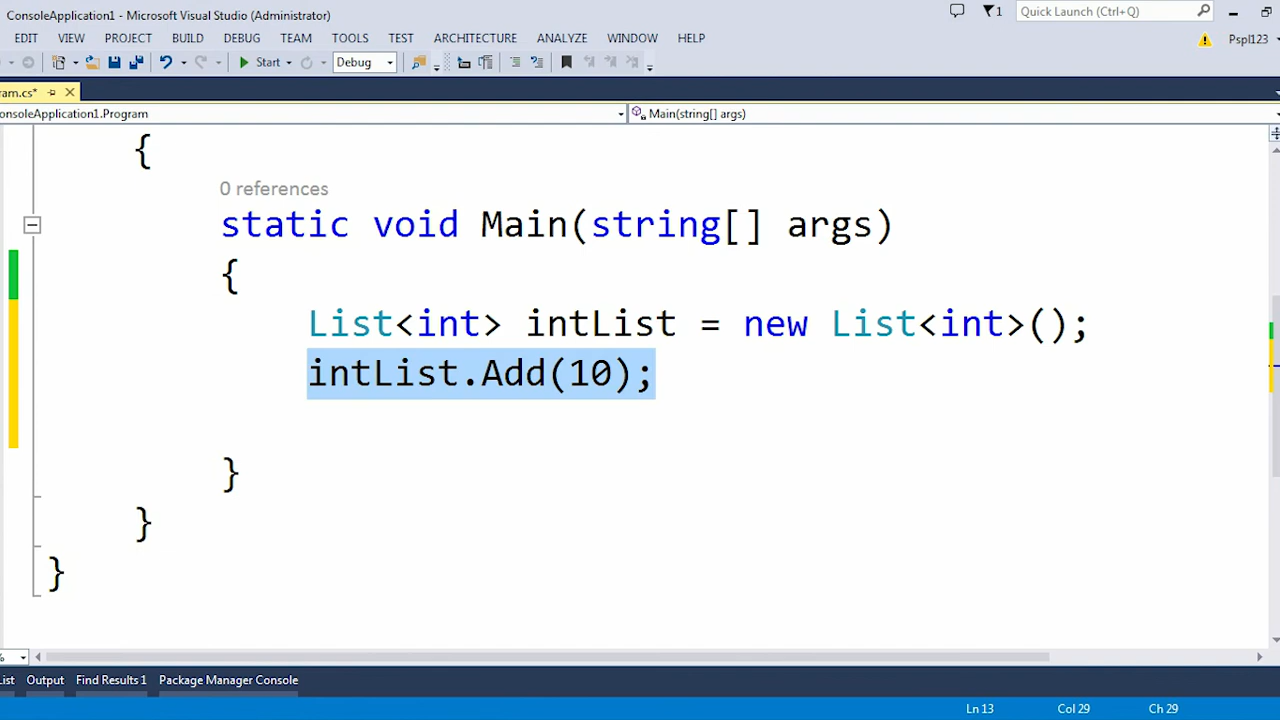 ConsoleApplication1 - Microsoft Visual Studio (Administrator)
1
Quick Launch (Ctrl+Q)
EDIT VIEW PROJECT BUILD DEBUG TEAM TOOLS TEST ARCHITECTURE ANALYZE WINDOW HELP
Pspl123
Start Debug
ram.cs*
onsoleApplication1.Program
Main(string[] args)
{
0 references
static void Main(string[] args)
{
List<int> intList = new List<int>();
intList.Add(10);
}
}
}
%
ist Output Find Results 1 Package Manager Console
Ln 13 Col 29 Ch 29